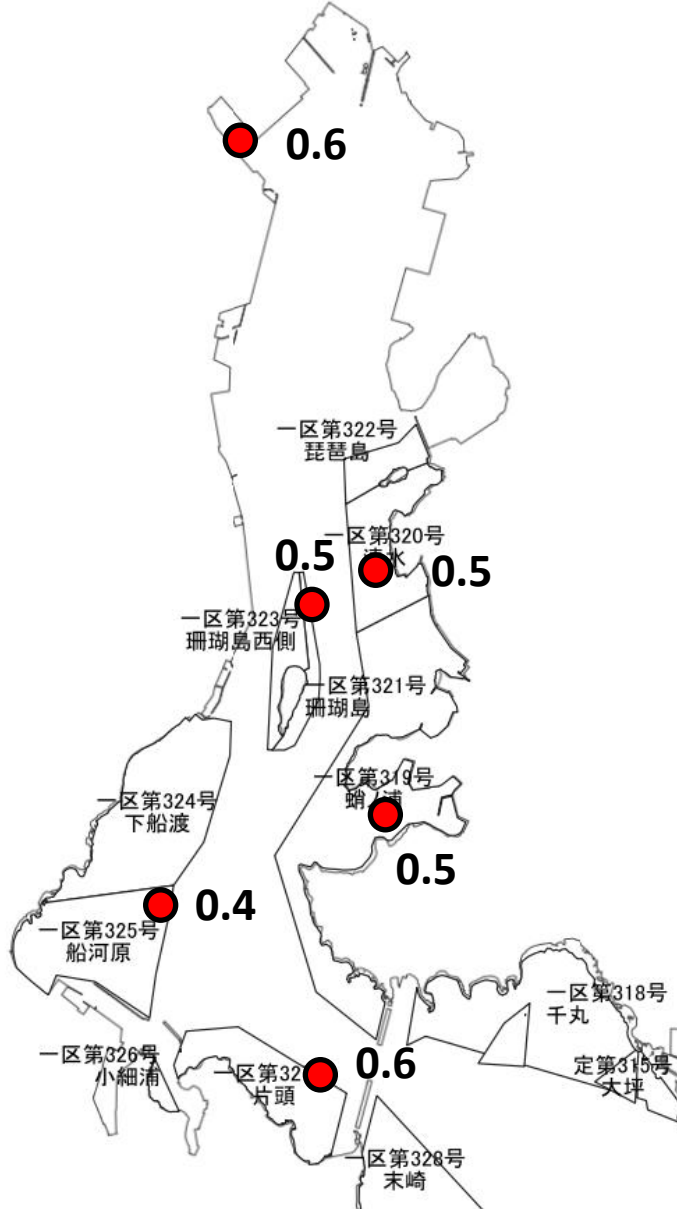 0.6
一区第322号
琵琶島
一区第320号
0.5
0.5
一区第323号
珊瑚島西側
一区第321号
珊瑚島
一区第319号
一区第324号
下船渡
0.5
0.4
一区第325号
船河原
一区第318号
千丸
一区第326号
小細浦
0.6
定第315号
大坪
一区第32
片頭
一区第328号
末崎